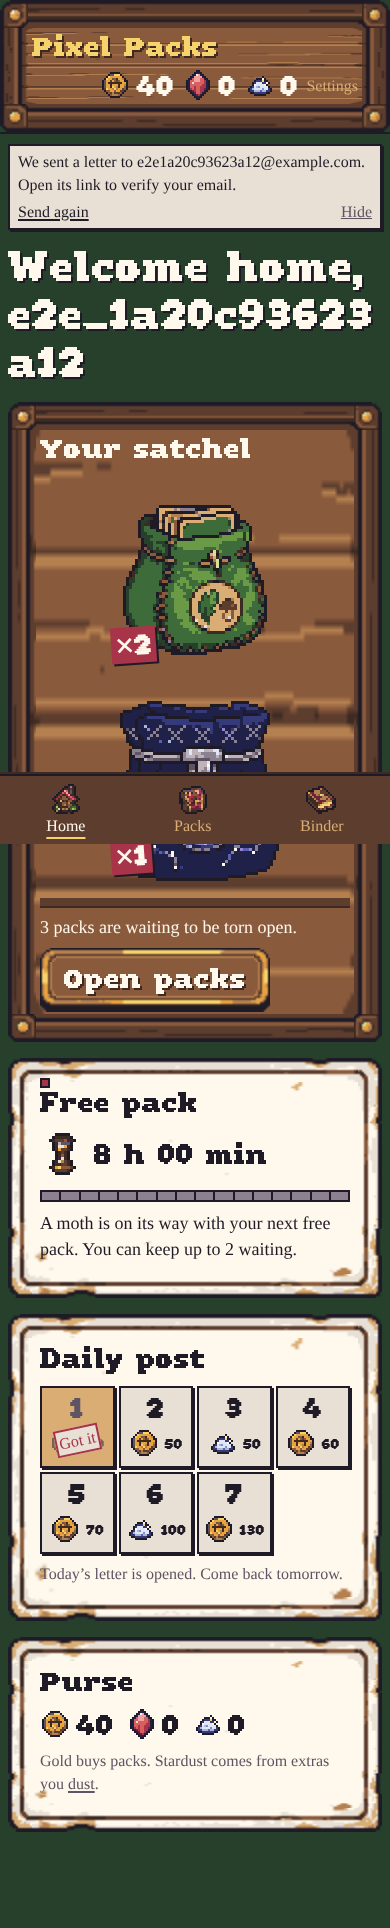 Pixel Packs
40 0 0 Settings
We sent a letter to e2e1a20c93623a12@example.com.
Open its link to verify your email.
Send again Hide
Welcome home,
e2e_1a20c93623
a12
Your satchel
×2
Home Packs Binder
×1
3 packs are waiting to be torn open.
Open packs
Free pack
8 h 00 min
A moth is on its way with your next free
pack. You can keep up to 2 waiting.
Daily post
1 2 3 4
Got it 50 50 60
5 6 7
70 100 130
Today’s letter is opened. Come back tomorrow.
Purse
40 0 0
Gold buys packs. Stardust comes from extras
you dust.